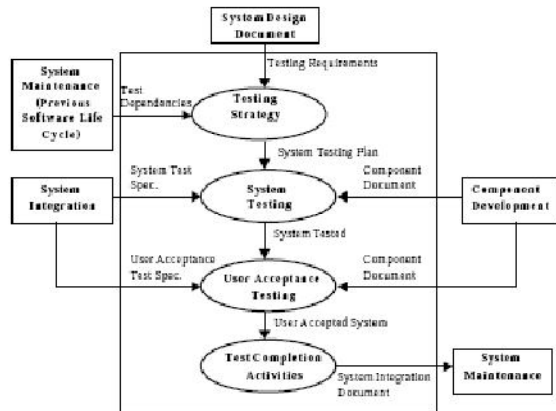 System Design
Document
Testing Requirements
System
Maintenance
(Previous
Software Life
Cycle)
Test
Dependencies
Testing
Strategy
System Testing Plan
System
Integration
System Test
Spec.
System
Testing
Component
Document
Component
Development
System Tested
User Acceptance
Test Spec.
User Acceptance
Testing
Component
Document
User Accepted System
Test Completion
Activities
System Integration
Document
System
Maintenance